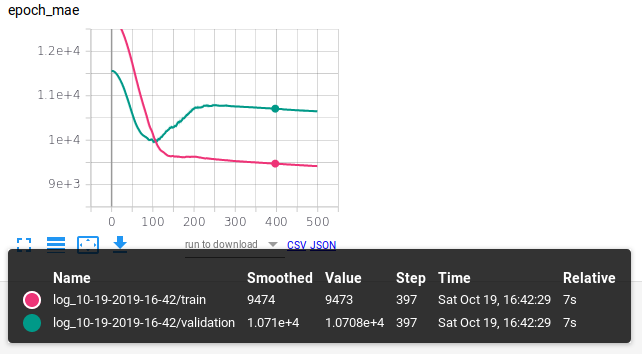 epoch_mae
1.2e+4
1.1e+4
1e+4
9e+3
0 100 200 300 400 500
run to download CSV JSON
Name Smoothed Value Step Time Relative
log_10-19-2019-16-42/train 9474 9473 397 Sat Oct 19, 16:42:29 7s
log_10-19-2019-16-42/validation 1.071e+4 1.0708e+4 397 Sat Oct 19, 16:42:29 7s